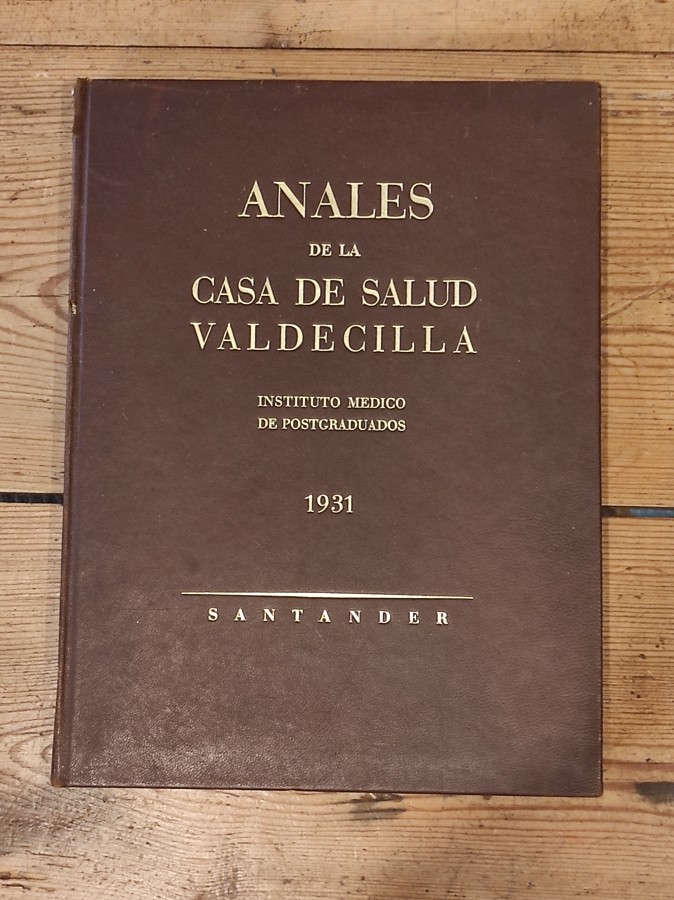 ANALES
DE LA
CASA DE SALUD
VALDECILLA
INSTITUTO MEDICO
DE POSTGRADUADOS
1931
SANTANDER